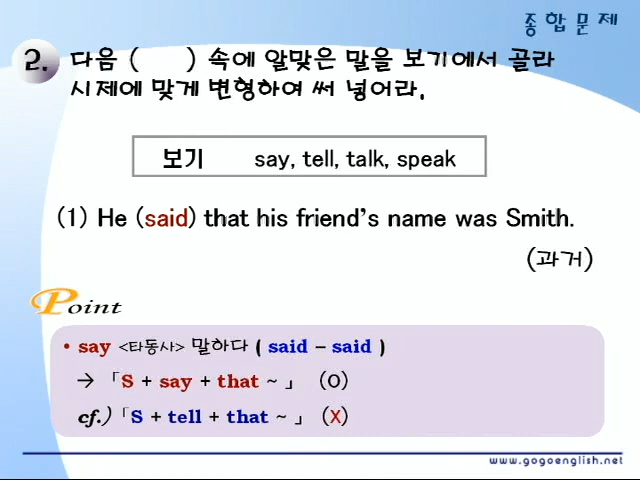 종합문제
2. 다음 (      ) 속에 알맞은 말을 보기에서 골라
시제에 맞게 변형하여 써 넣어라.
보기 say, tell, talk, speak
(1) He (said) that his friend's name was Smith.
(과거)
Point
• say <타동사> 말하다 ( said – said )
→ 「S + say + that ~ 」 (O)
cf.) 「S + tell + that ~ 」 (X)
www.gogoenglish.net